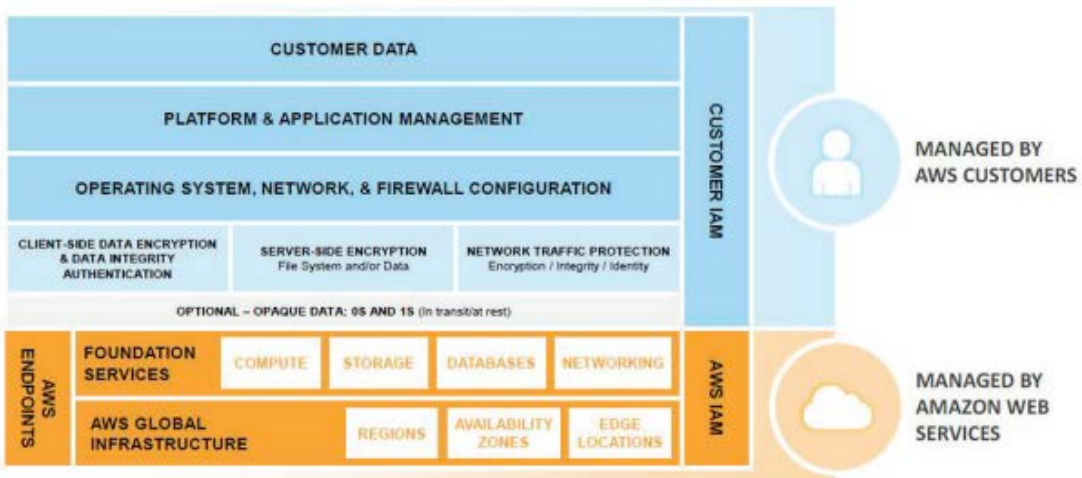 CUSTOMER DATA
PLATFORM & APPLICATION MANAGEMENT
OPERATING SYSTEM, NETWORK, & FIREWALL CONFIGURATION
CLIENT-SIDE DATA ENCRYPTION
& DATA INTEGRITY
AUTHENTICATION
SERVER-SIDE ENCRYPTION
File System and/or Data
NETWORK TRAFFIC PROTECTION
Encryption / Integrity / Identity
OPTIONAL – OPAQUE DATA: 0S AND 1S (In transit/at rest)
CUSTOMER IAM
MANAGED BY
AWS CUSTOMERS
AWS
ENDPOINTS
FOUNDATION
SERVICES
COMPUTE
STORAGE
DATABASES
NETWORKING
AWS GLOBAL
INFRASTRUCTURE
REGIONS
AVAILABILITY
ZONES
EDGE
LOCATIONS
AWS IAM
MANAGED BY
AMAZON WEB
SERVICES